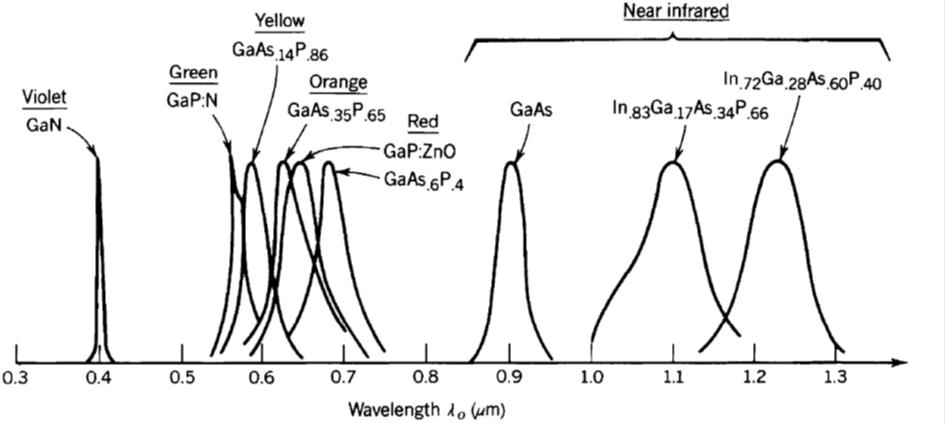 Near infrared
Yellow
GaAs.14P.86
Green
GaP:N
Orange
GaAs.35P.65
In.72Ga.28As.60P.40
Violet
GaN
Red
GaP:ZnO
GaAs.6P.4
GaAs
In.83Ga.17As.34P.66
0.3 0.4 0.5 0.6 0.7 0.8 0.9 1.0 1.1 1.2 1.3
Wavelength λo (μm)